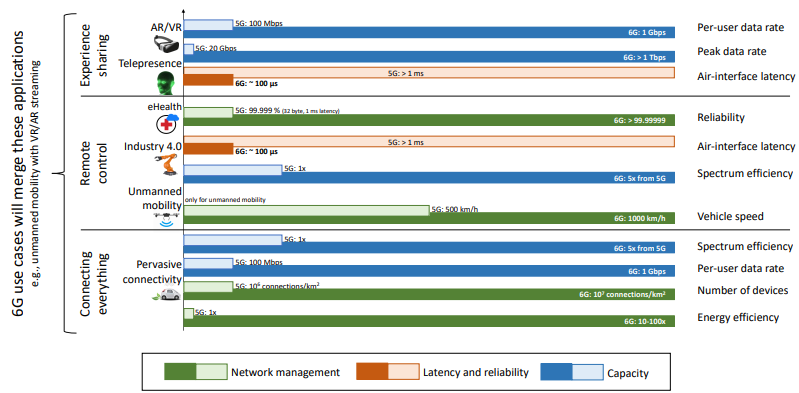 6G use cases will merge these applications
e.g., unmanned mobility with VR/AR streaming
Experience
sharing
AR/VR
Telepresence
5G: 100 Mbps
6G: 1 Gbps
Per-user data rate
5G: 20 Gbps
6G: > 1 Tbps
Peak data rate
5G: > 1 ms
6G: ~ 100 µs
Air-interface latency
Remote
control
eHealth
Industry 4.0
Unmanned
mobility
5G: 99.999 % (32 byte, 1 ms latency)
6G: > 99.99999
Reliability
5G: > 1 ms
6G: ~ 100 µs
Air-interface latency
5G: 1x
6G: 5x from 5G
Spectrum efficiency
only for unmanned mobility
5G: 500 km/h
6G: 1000 km/h
Vehicle speed
Connecting
everything
Pervasive
connectivity
5G: 1x
6G: 5x from 5G
Spectrum efficiency
5G: 100 Mbps
6G: 1 Gbps
Per-user data rate
5G: 10⁶ connections/km²
6G: 10⁷ connections/km²
Number of devices
5G: 1x
6G: 10-100x
Energy efficiency
Network management
Latency and reliability
Capacity